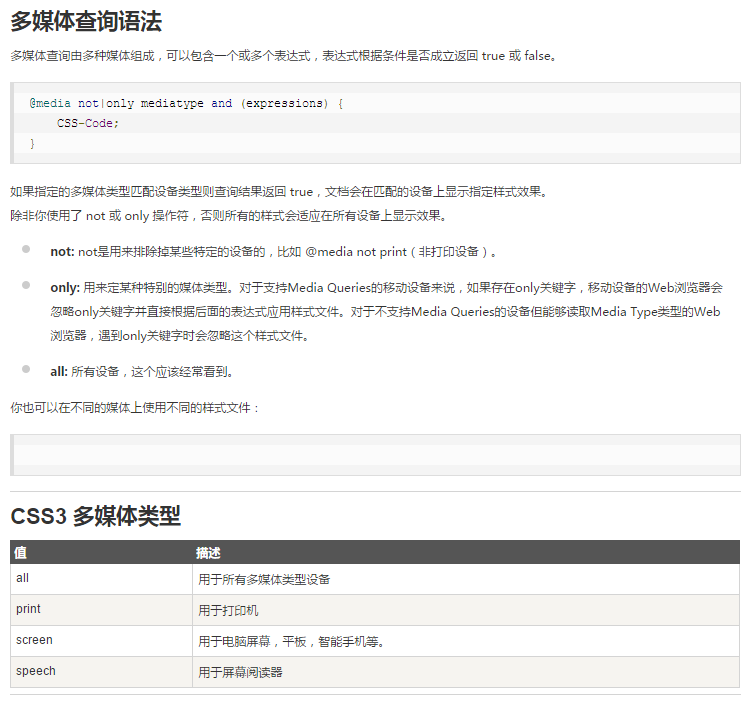 多媒体查询语法
多媒体查询由多种媒体组成，可以包含一个或多个表达式，表达式根据条件是否成立返回 true 或 false。
@media not|only mediatype and (expressions) {
    CSS-Code;
}
如果指定的多媒体类型匹配设备类型则查询结果返回 true，文档会在匹配的设备上显示指定样式效果。
除非你使用了 not 或 only 操作符，否则所有的样式会适应在所有设备上显示效果。
not: not是用来排除掉某些特定的设备的，比如 @media not print（非打印设备）。
only: 用来定某种特别的媒体类型。对于支持Media Queries的移动设备来说，如果存在only关键字，移动设备的Web浏览器会
忽略only关键字并直接根据后面的表达式应用样式文件。对于不支持Media Queries的设备但能够读取Media Type类型的Web
浏览器，遇到only关键字时会忽略这个样式文件。
all: 所有设备，这个应该经常看到。
你也可以在不同的媒体上使用不同的样式文件：
CSS3 多媒体类型
值 描述
all 用于所有多媒体类型设备
print 用于打印机
screen 用于电脑屏幕，平板，智能手机等。
speech 用于屏幕阅读器